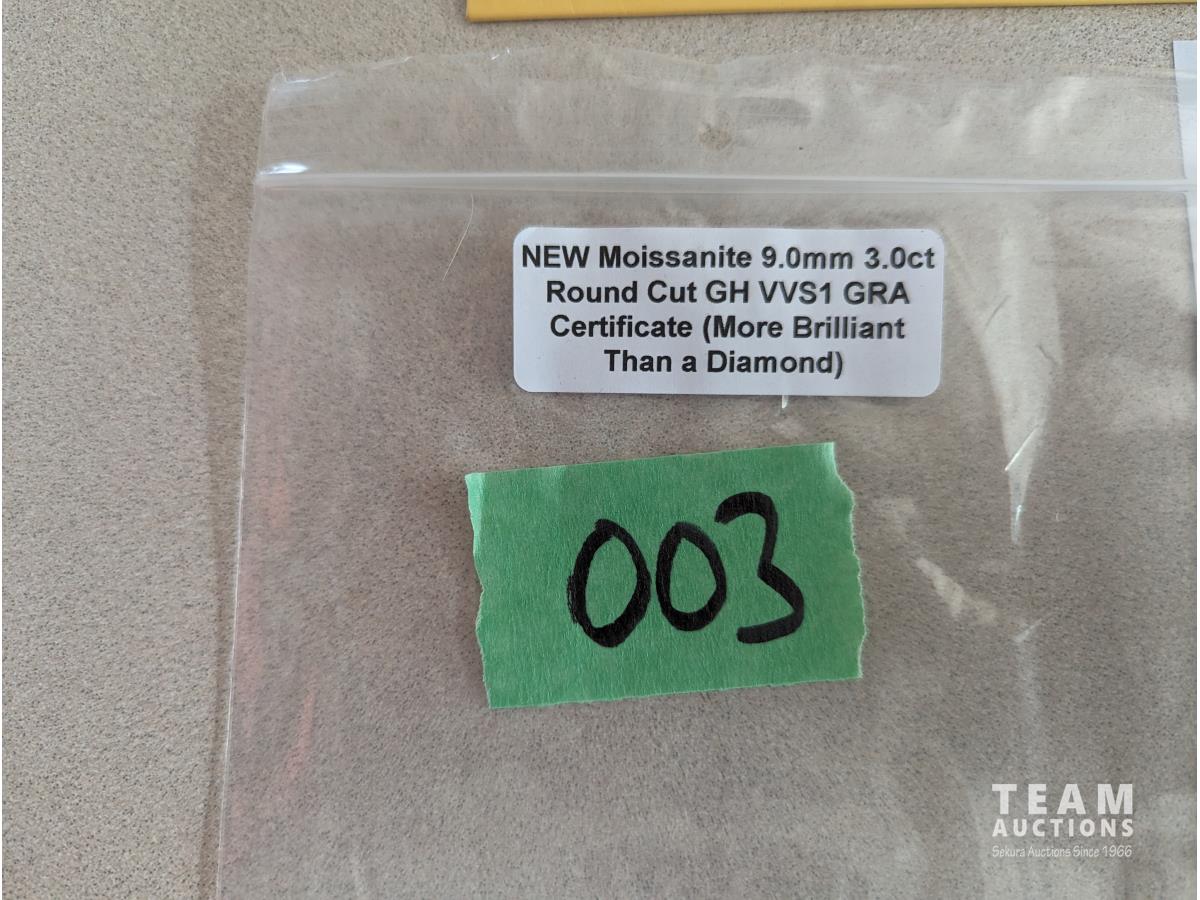 NEW Moissanite 9.0mm 3.0ct
Round Cut GH VVS1 GRA
Certificate (More Brilliant
Than a Diamond)
003
TEAM
AUCTIONS
Sekura Auctions Since 1966